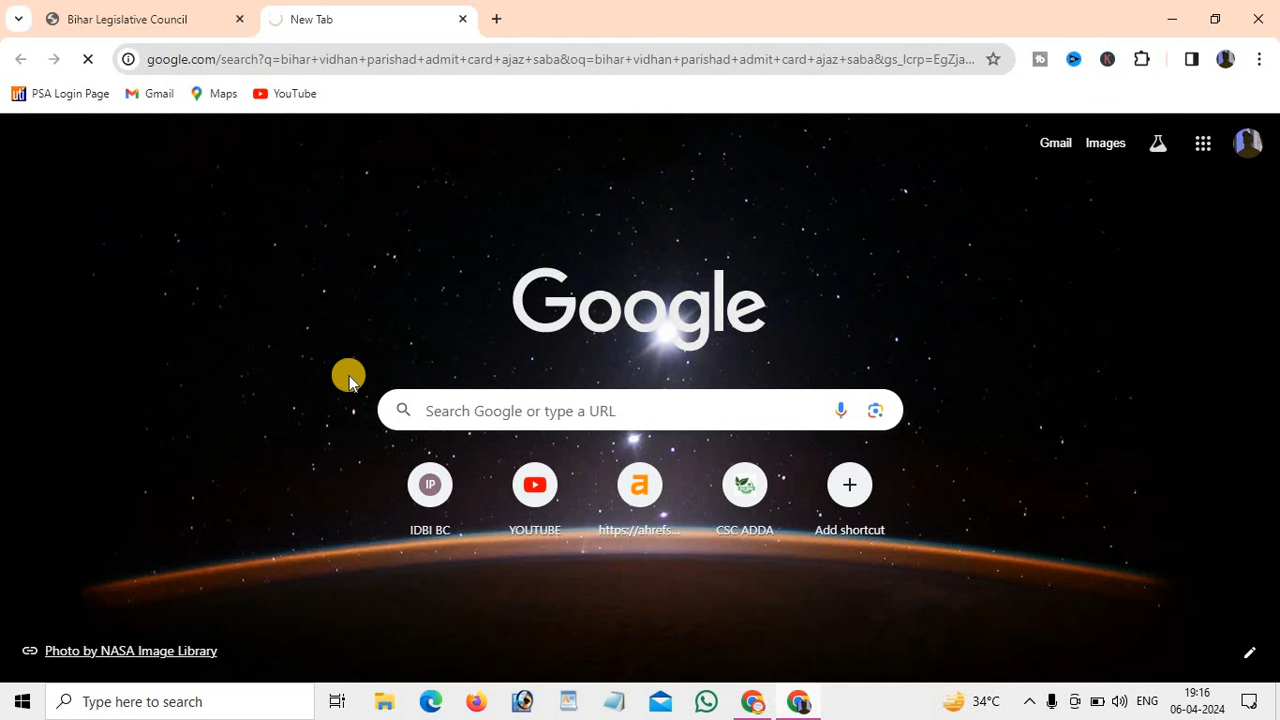 Bihar Legislative Council
New Tab
google.com/search?q=bihar+vidhan+parishad+admit+card+ajaz+saba&oq=bihar+vidhan+parishad+admit+card+ajaz+saba&gs_lcrp=EgZja...
K
uti PSA Login Page
Gmail
Maps
YouTube
Gmail
Images
Google
Search Google or type a URL
IP
a
IDBI BC
YOUTUBE
https://ahrefs...
CSC ADDA
Add shortcut
Photo by NASA Image Library
Type here to search
34°C
ENG
19:16
06-04-2024